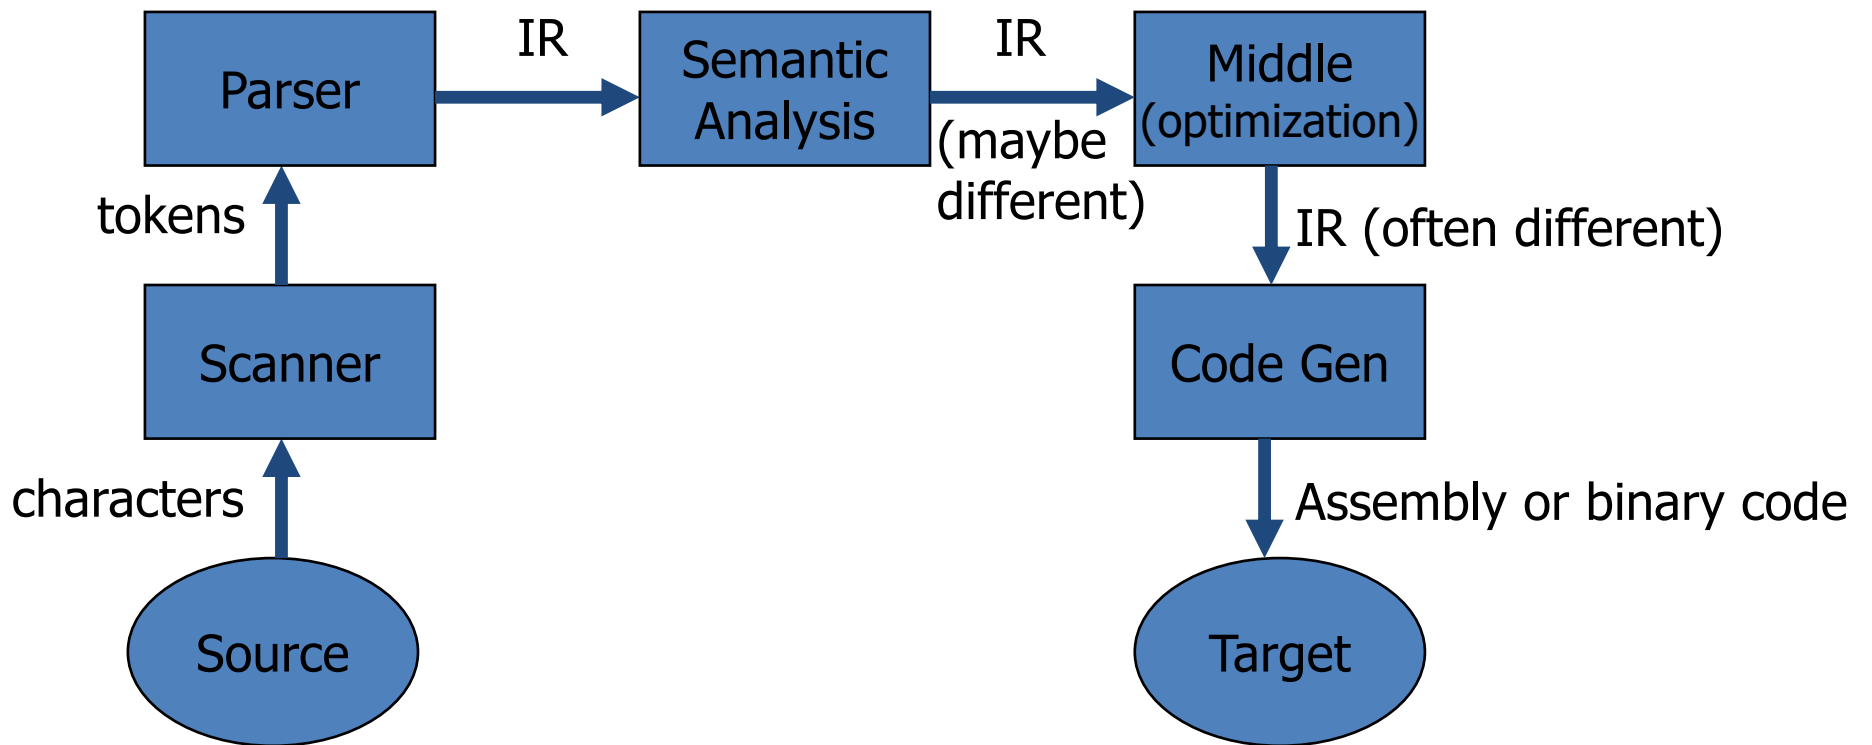 Parser
IR
Semantic
Analysis
IR
(maybe
different)
Middle
(optimization)
tokens
IR (often different)
Scanner
Code Gen
characters
Assembly or binary code
Source
Target